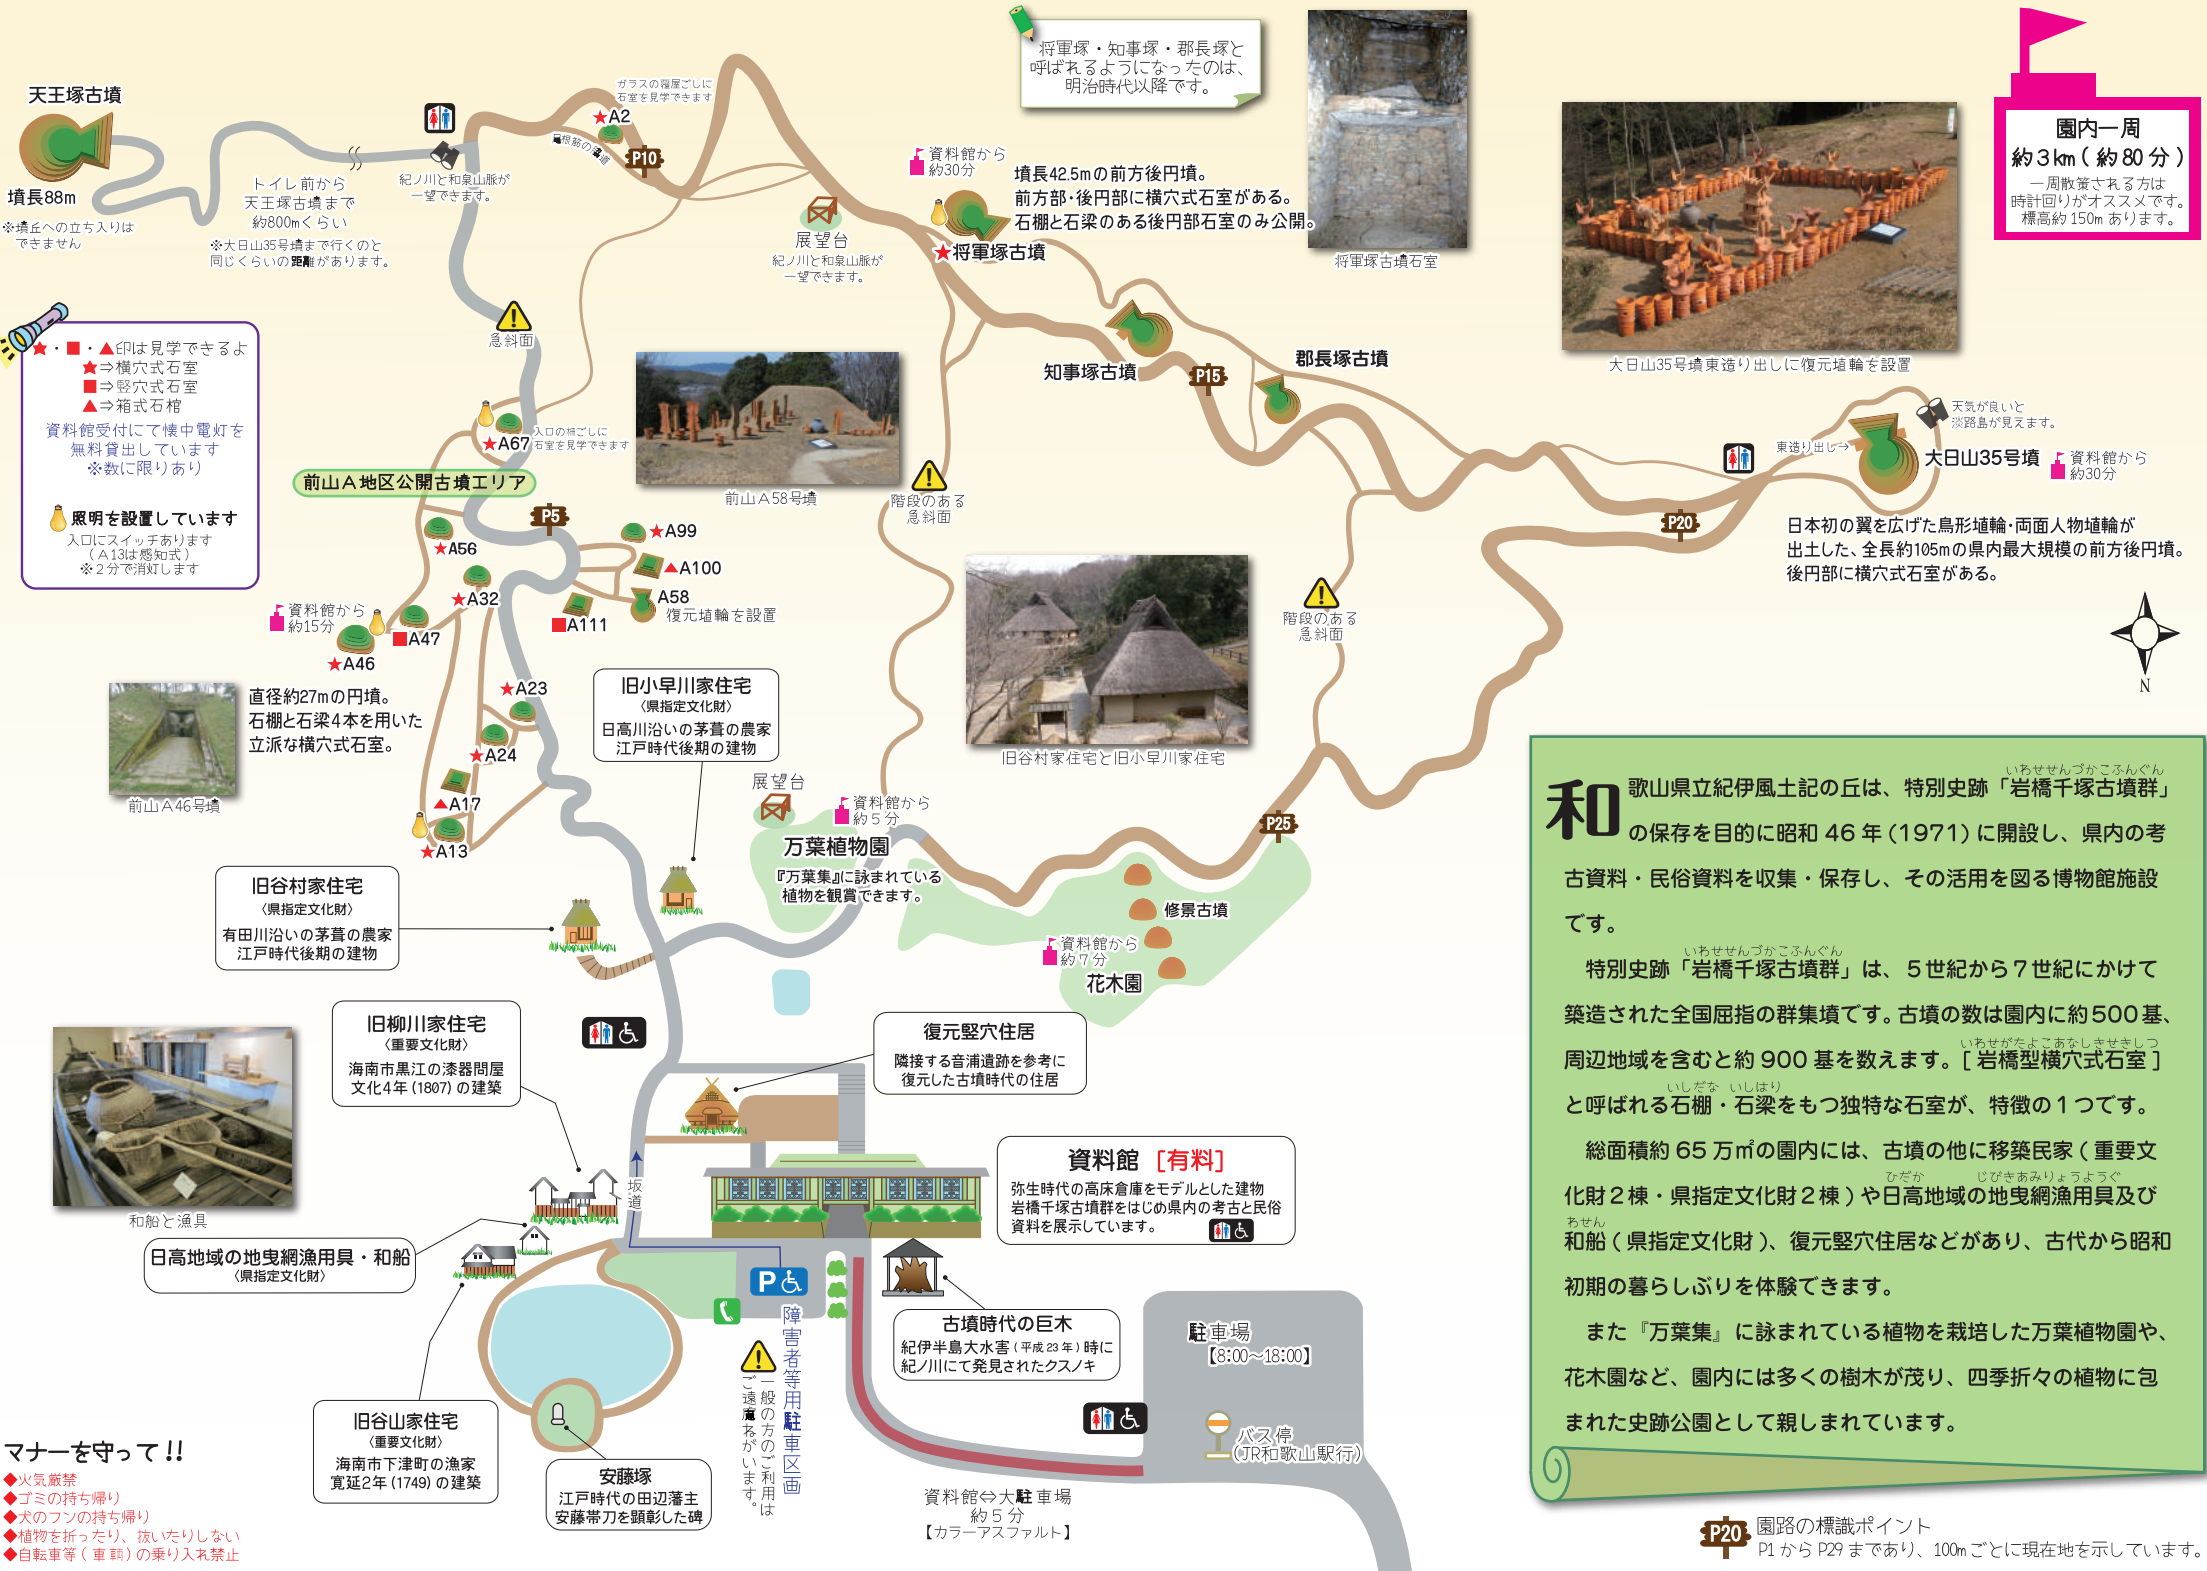 天王塚古墳
墳長88m
※墳丘への立ち入りは
できません
トイレ前から
天王塚古墳まで
約800mくらい
※大日山35号墳まで行くのと
同じくらいの距離があります。
紀ノ川と和泉山脈が
一望できます。
ガラスの覆屋ごしに
石室を見学できます
★A2
P10
将軍塚・知事塚・郡長塚と
呼ばれるようになったのは、
明治時代以降です。
資料館から
約30分
墳長42.5mの前方後円墳。
前方部・後円部に横穴式石室がある。
石棚と石梁のある後円部石室のみ公開。
★将軍塚古墳
展望台
紀ノ川と和泉山脈が
一望できます。
将軍塚古墳石室
大日山35号墳東造り出しに復元埴輪を設置
園内一周
約3km(約80分)
一周散策される方は
時計回りがオススメです。
標高約150mあります。
★・■・▲印は見学できるよ
★⇒横穴式石室
■⇒竪穴式石室
▲⇒箱式石棺
資料館受付にて懐中電灯を
無料貸出しています
※数に限りあり
照明を設置しています
入口にスイッチあります
(A13は感知式)
※2分で消灯します
急斜面
★A67
入口の柵ごしに
石室を見学できます
前山A地区公開古墳エリア
前山A58号墳
知事塚古墳
P15
郡長塚古墳
天気が良いと
淡路島が見えます。
東造り出し→
大日山35号墳
資料館から
約30分
日本初の翼を広げた鳥形埴輪・両面人物埴輪が
出土した、全長約105mの県内最大規模の前方後円墳。
後円部に横穴式石室がある。
P20
階段のある
急斜面
階段のある
急斜面
P5
★A56
★A99
▲A100
A58
復元埴輪を設置
★A32
■A111
■A47
資料館から
約15分
★A46
直径約27mの円墳。
石棚と石梁4本を用いた
立派な横穴式石室。
前山A46号墳
★A23
★A24
▲A17
★A13
旧小早川家住宅
〈県指定文化財〉
日高川沿いの茅葺の農家
江戸時代後期の建物
旧谷村家住宅と旧小早川家住宅
N
展望台
資料館から
約5分
万葉植物園
『万葉集』に詠まれている
植物を観賞できます。
P25
修景古墳
資料館から
約7分
花木園
旧谷村家住宅
〈県指定文化財〉
有田川沿いの茅葺の農家
江戸時代後期の建物
旧柳川家住宅
〈重要文化財〉
海南市黒江の漆器問屋
文化4年(1807)の建築
復元竪穴住居
隣接する音浦遺跡を参考に
復元した古墳時代の住居
資料館 [有料]
弥生時代の高床倉庫をモデルとした建物
岩橋千塚古墳群をはじめ県内の考古と民俗
資料を展示しています。
和船と漁具
坂道
日高地域の地曳網漁用具・和船
〈県指定文化財〉
P
障害者等用駐車区画
一般の方のご利用は
ご遠慮ねがいます。
古墳時代の巨木
紀伊半島大水害(平成23年)時に
紀ノ川にて発見されたクスノキ
駐車場
【8:00～18:00】
バス停
(JR和歌山駅行)
資料館⇔大駐車場
約5分
【カラーアスファルト】
旧谷山家住宅
〈重要文化財〉
海南市下津町の漁家
寛延2年(1749)の建築
安藤塚
江戸時代の田辺藩主
安藤帯刀を顕彰した碑
マナーを守って!!
◆火気厳禁
◆ゴミの持ち帰り
◆犬のフンの持ち帰り
◆植物を折ったり、抜いたりしない
◆自転車等(車輌)の乗り入れ禁止
いわせせんづかこふんぐん
和歌山県立紀伊風土記の丘は、特別史跡「岩橋千塚古墳群」
の保存を目的に昭和46年(1971)に開設し、県内の考
古資料・民俗資料を収集・保存し、その活用を図る博物館施設
です。
いわせせんづかこふんぐん
特別史跡「岩橋千塚古墳群」は、5世紀から7世紀にかけて
築造された全国屈指の群集墳です。古墳の数は園内に約500基、
いわせがたよこあなしきせきしつ
周辺地域を含むと約900基を数えます。[岩橋型横穴式石室]
いしだな いしはり
と呼ばれる石棚・石梁をもつ独特な石室が、特徴の1つです。
総面積約65万㎡の園内には、古墳の他に移築民家(重要文
ひだか じびきあみりょうようぐ
化財2棟・県指定文化財2棟)や日高地域の地曳網漁用具及び
わせん
和船(県指定文化財)、復元竪穴住居などがあり、古代から昭和
初期の暮らしぶりを体験できます。
また『万葉集』に詠まれている植物を栽培した万葉植物園や、
花木園など、園内には多くの樹木が茂り、四季折々の植物に包
まれた史跡公園として親しまれています。
P20
園路の標識ポイント
P1からP29まであり、100mごとに現在地を示しています。